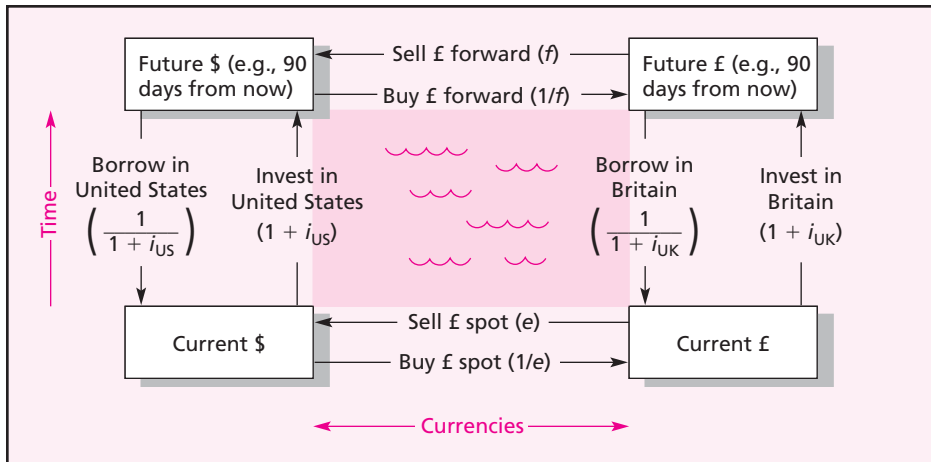 Future $ (e.g., 90
days from now)
Sell £ forward (f)
Buy £ forward (1/f)
Future £ (e.g., 90
days from now)
Time
Borrow in
United States
(1/(1 + iUS))
Invest in
United States
(1 + iUS)
Borrow in
Britain
(1/(1 + iUK))
Invest in
Britain
(1 + iUK)
Current $
Sell £ spot (e)
Buy £ spot (1/e)
Current £
Currencies